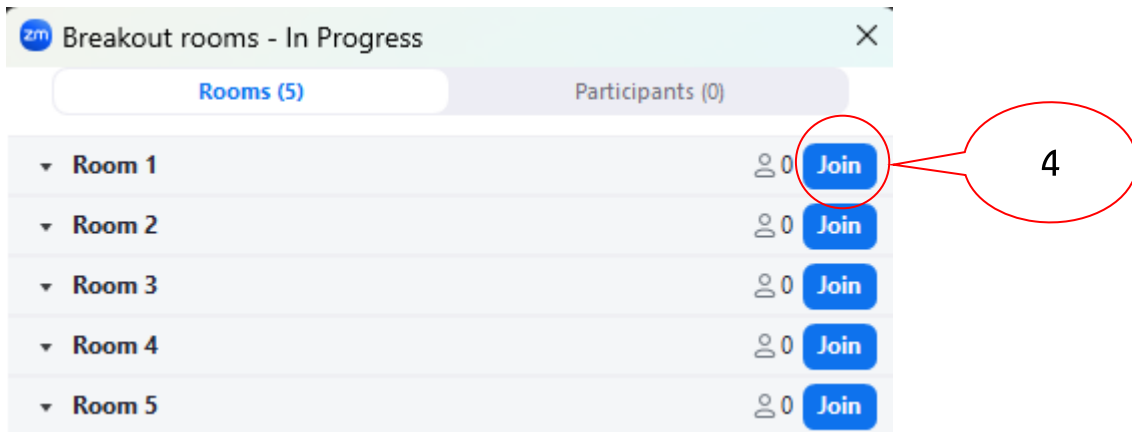 zm Breakout rooms - In Progress
Rooms (5) Participants (0)
Room 1 0 Join
4
Room 2 0 Join
Room 3 0 Join
Room 4 0 Join
Room 5 0 Join